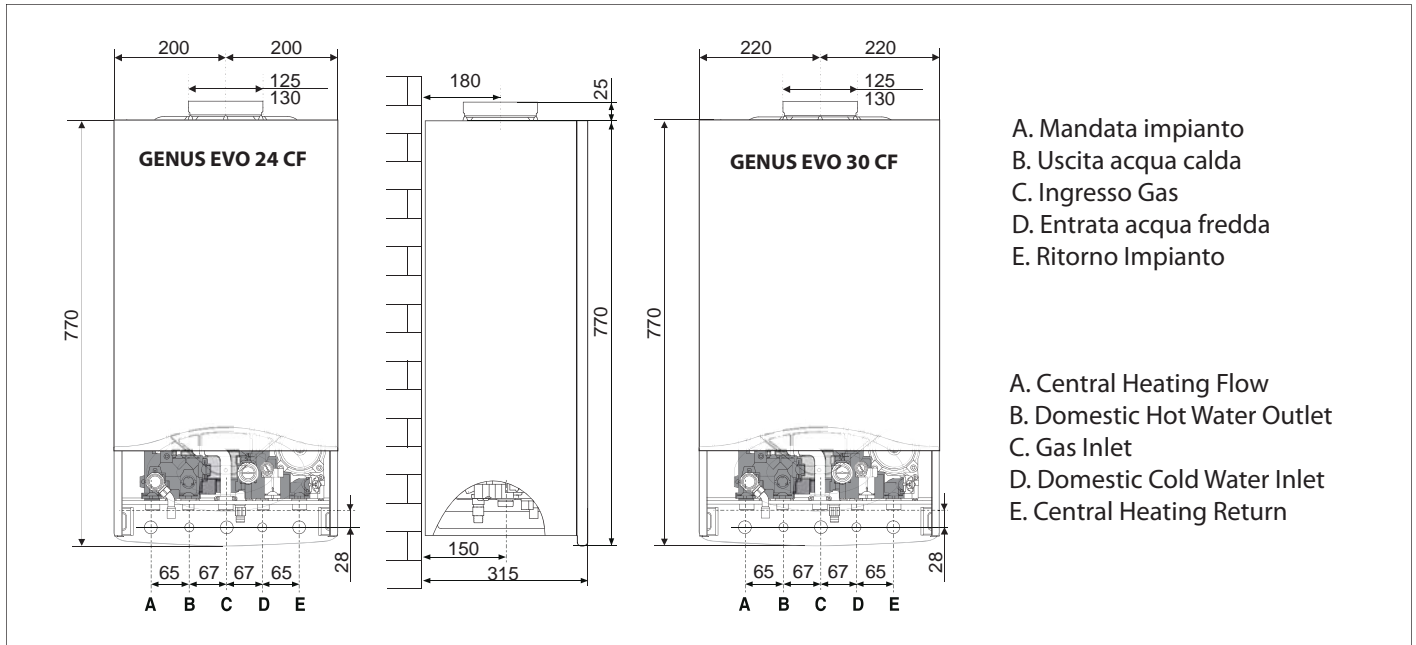 200 200
125
130
770
GENUS EVO 24 CF
28
65 67 67 65
A B C D E
180
25
770
150
315
220 220
125
130
770
GENUS EVO 30 CF
28
65 67 67 65
A B C D E
A. Mandata impianto
B. Uscita acqua calda
C. Ingresso Gas
D. Entrata acqua fredda
E. Ritorno Impianto
A. Central Heating Flow
B. Domestic Hot Water Outlet
C. Gas Inlet
D. Domestic Cold Water Inlet
E. Central Heating Return